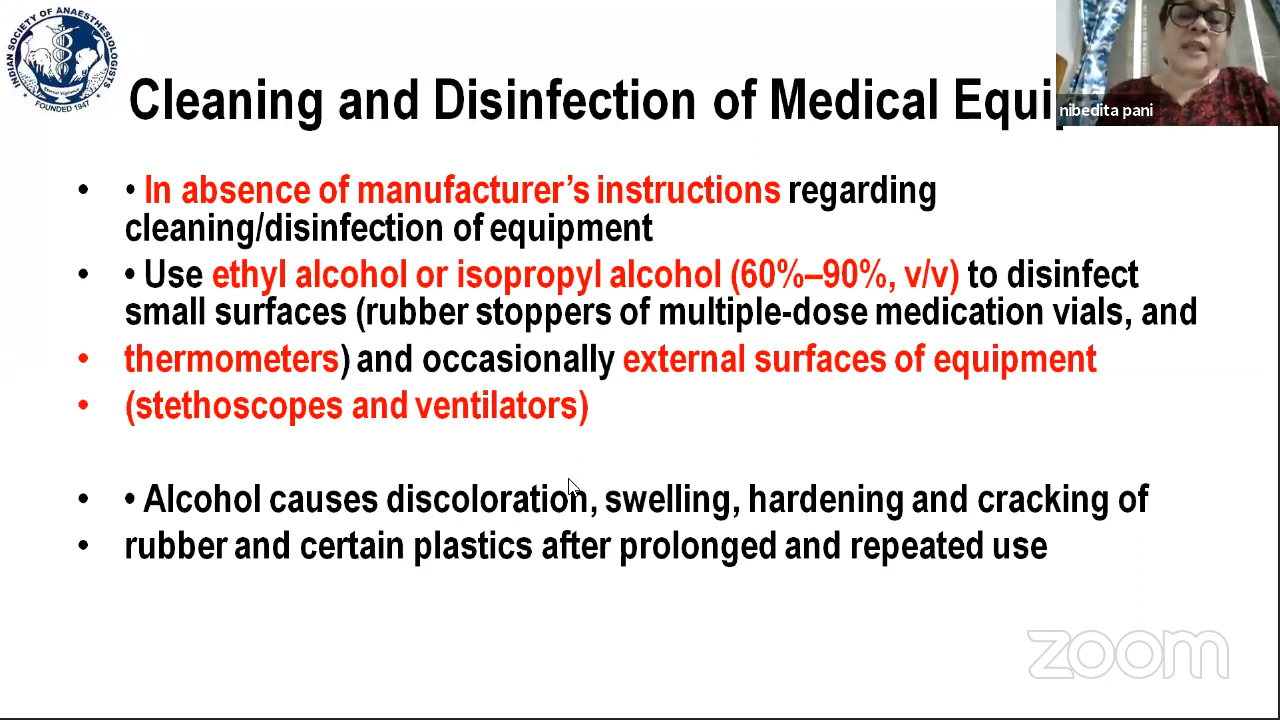 INDIAN SOCIETY OF ANAESTHESIOLOGISTS
FOUNDED 1947
Cleaning and Disinfection of Medical Equip
nibedita pani
• • In absence of manufacturer’s instructions regarding
cleaning/disinfection of equipment
• • Use ethyl alcohol or isopropyl alcohol (60%–90%, v/v) to disinfect
small surfaces (rubber stoppers of multiple-dose medication vials, and
• thermometers) and occasionally external surfaces of equipment
• (stethoscopes and ventilators)
• • Alcohol causes discoloration, swelling, hardening and cracking of
• rubber and certain plastics after prolonged and repeated use
zoom